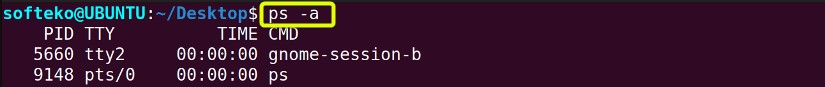 softeko@UBUNTU:~/Desktop$ ps -a
PID TTY TIME CMD
5660 tty2 00:00:00 gnome-session-b
9148 pts/0 00:00:00 ps